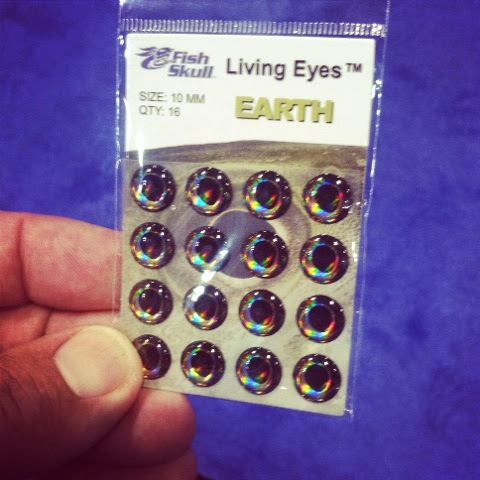 Fish
Skull
Living Eyes™
SIZE: 10 MM
QTY: 16
EARTH